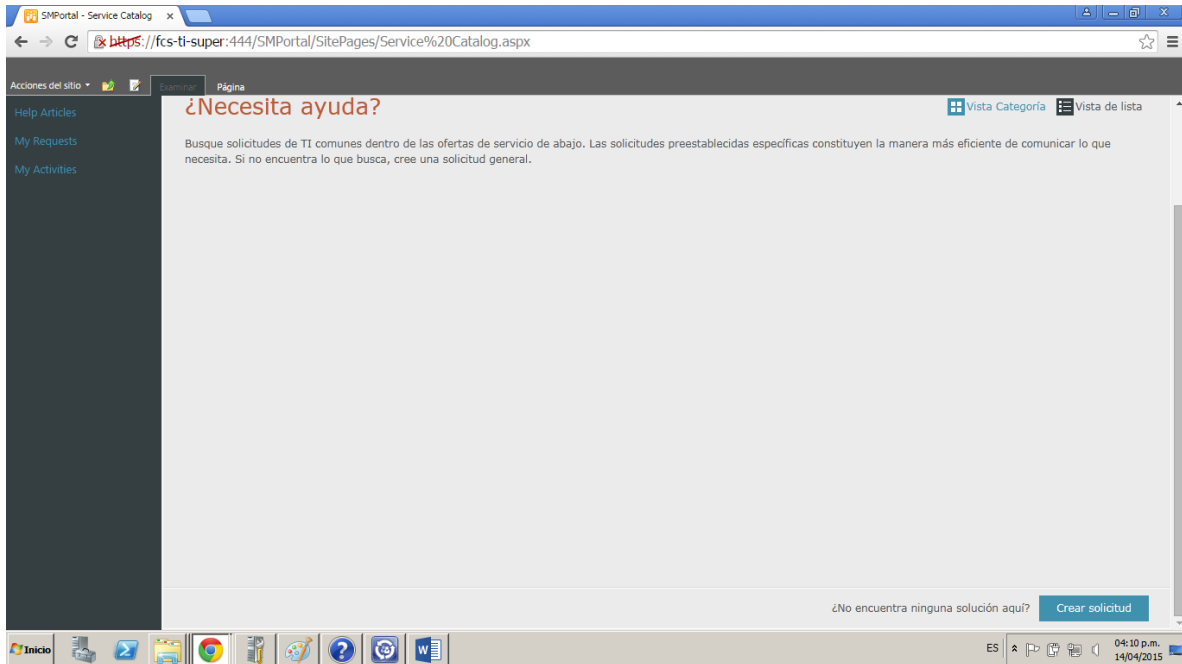 SMPortal - Service Catalog
https://fcs-ti-super:444/SMPortal/SitePages/Service%20Catalog.aspx
Acciones del sitio
Examinar
Página
Help Articles
My Requests
My Activities
¿Necesita ayuda?
Vista Categoría
Vista de lista
Busque solicitudes de TI comunes dentro de las ofertas de servicio de abajo. Las solicitudes preestablecidas específicas constituyen la manera más eficiente de comunicar lo que
necesita. Si no encuentra lo que busca, cree una solicitud general.
¿No encuentra ninguna solución aquí?
Crear solicitud
Inicio
ES
04:10 p.m.
14/04/2015